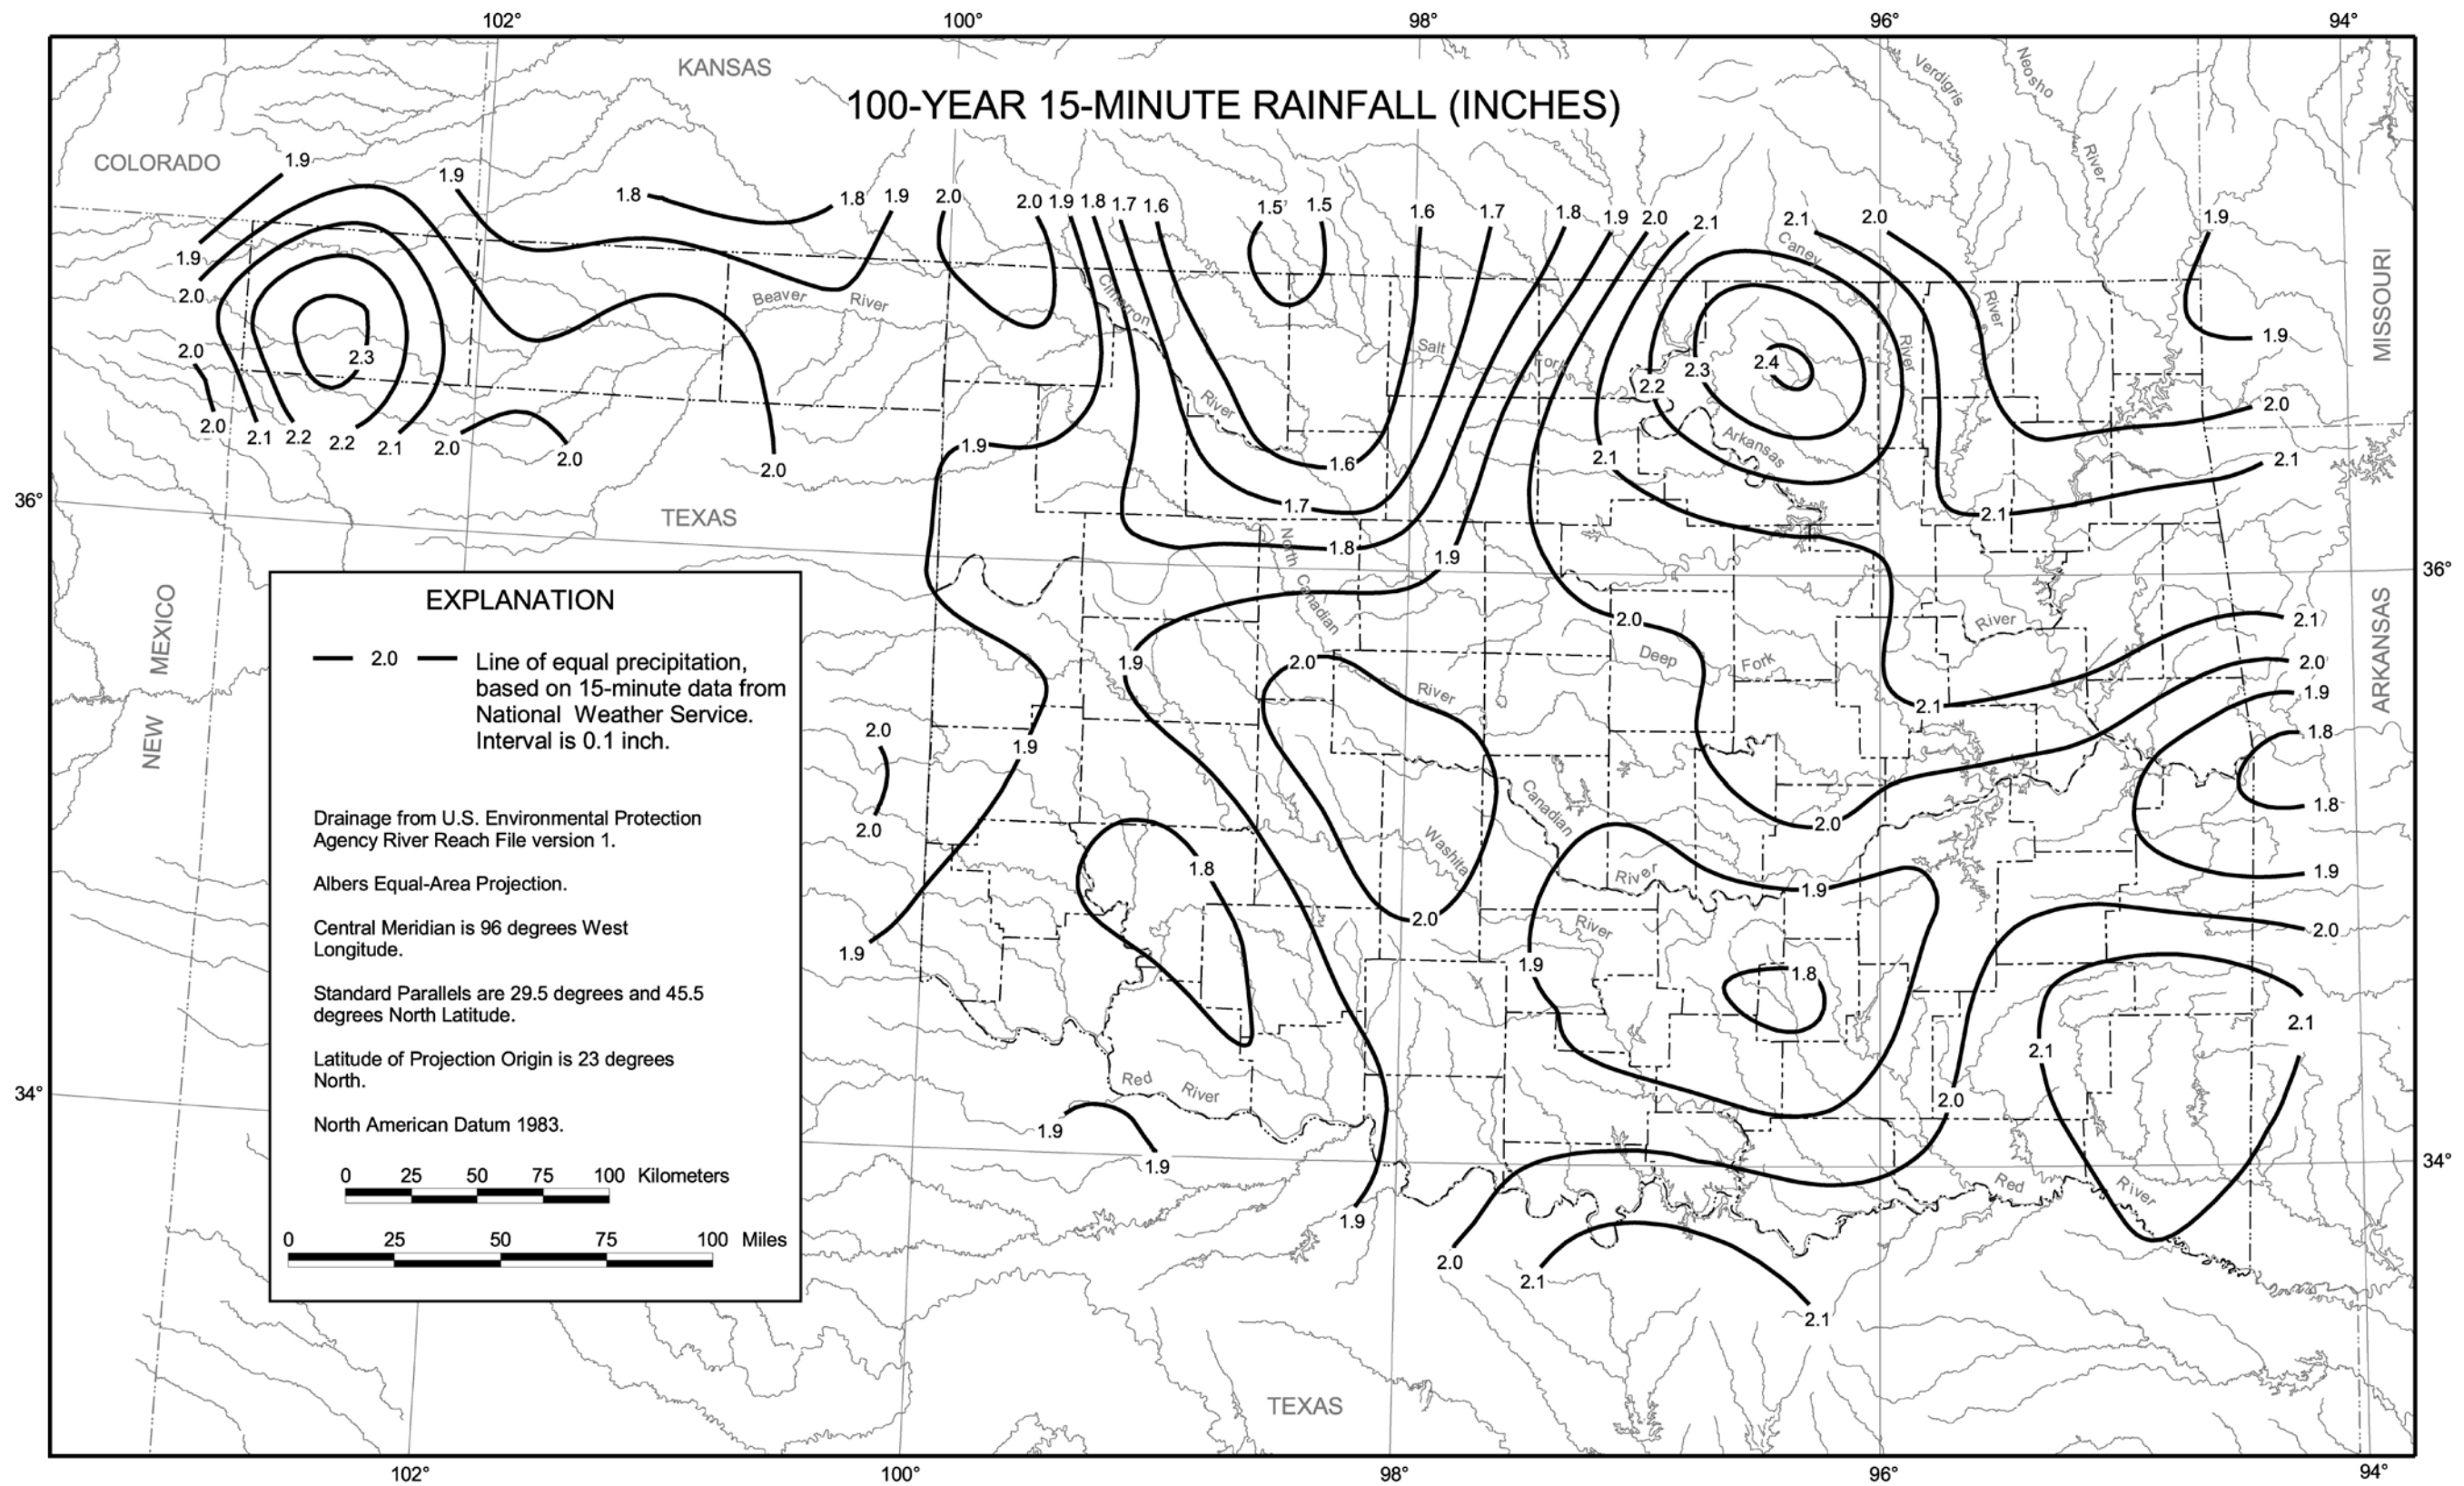 102° 100° 98° 96° 94°
KANSAS
Verdigris
Neosho
River
100-YEAR 15-MINUTE RAINFALL (INCHES)
COLORADO
1.9
1.9
1.8 1.8 1.9 2.0 2.0 1.9 1.8 1.7 1.6 1.5 1.5 1.6 1.7 1.8 1.9 2.0 2.1 2.1 2.0 1.9
Caney
1.9
2.0
Beaver River
Cimarron
River
MISSOURI
2.0
2.3
Salt Forks
River
1.9
2.4
2.3
2.2
River
2.0
2.0 2.1 2.2 2.2 2.1 2.0 2.0 2.0
1.9
Arkansas
1.6
2.1
2.1
36°
1.7
TEXAS
2.1
North Canadian
1.8
1.9
36°
EXPLANATION
2.0
Line of equal precipitation,
based on 15-minute data from
National Weather Service.
Interval is 0.1 inch.
NEW MEXICO
ARKANSAS
2.0
River
2.1
Deep Fork
1.9
2.0
2.0
River
1.9
2.1
1.8
2.0
1.9
2.0
1.8
2.0
Canadian
Washita
Drainage from U.S. Environmental Protection
Agency River Reach File version 1.
1.8
River
1.9
1.9
Albers Equal-Area Projection.
2.0
River
2.0
Central Meridian is 96 degrees West
Longitude.
1.9
1.9
1.8
Standard Parallels are 29.5 degrees and 45.5
degrees North Latitude.
2.1
2.1
Latitude of Projection Origin is 23 degrees
North.
Red River
34°
2.0
North American Datum 1983.
1.9
1.9
34°
0 25 50 75 100 Kilometers
Red River
1.9
0 25 50 75 100 Miles
2.0
2.1
2.1
TEXAS
102° 100° 98° 96° 94°